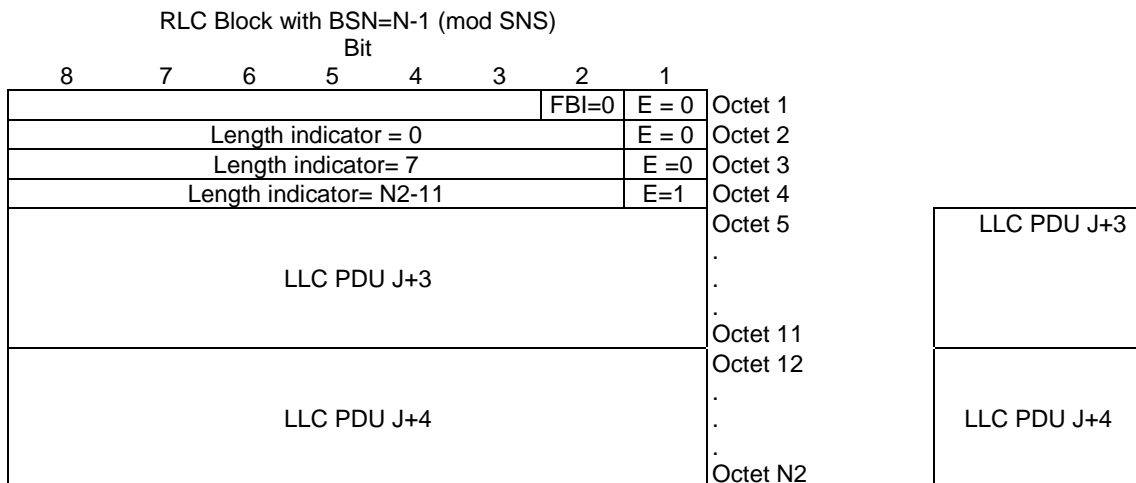 RLC Block with BSN=N-1 (mod SNS)
Bit
8 7 6 5 4 3 2 1
FBI=0 E = 0 Octet 1
Length indicator = 0 E = 0 Octet 2
Length indicator= 7 E =0 Octet 3
Length indicator= N2-11 E=1 Octet 4
Octet 5 LLC PDU J+3
.
LLC PDU J+3 .
.
Octet 11
Octet 12
.
LLC PDU J+4 . LLC PDU J+4
.
Octet N2